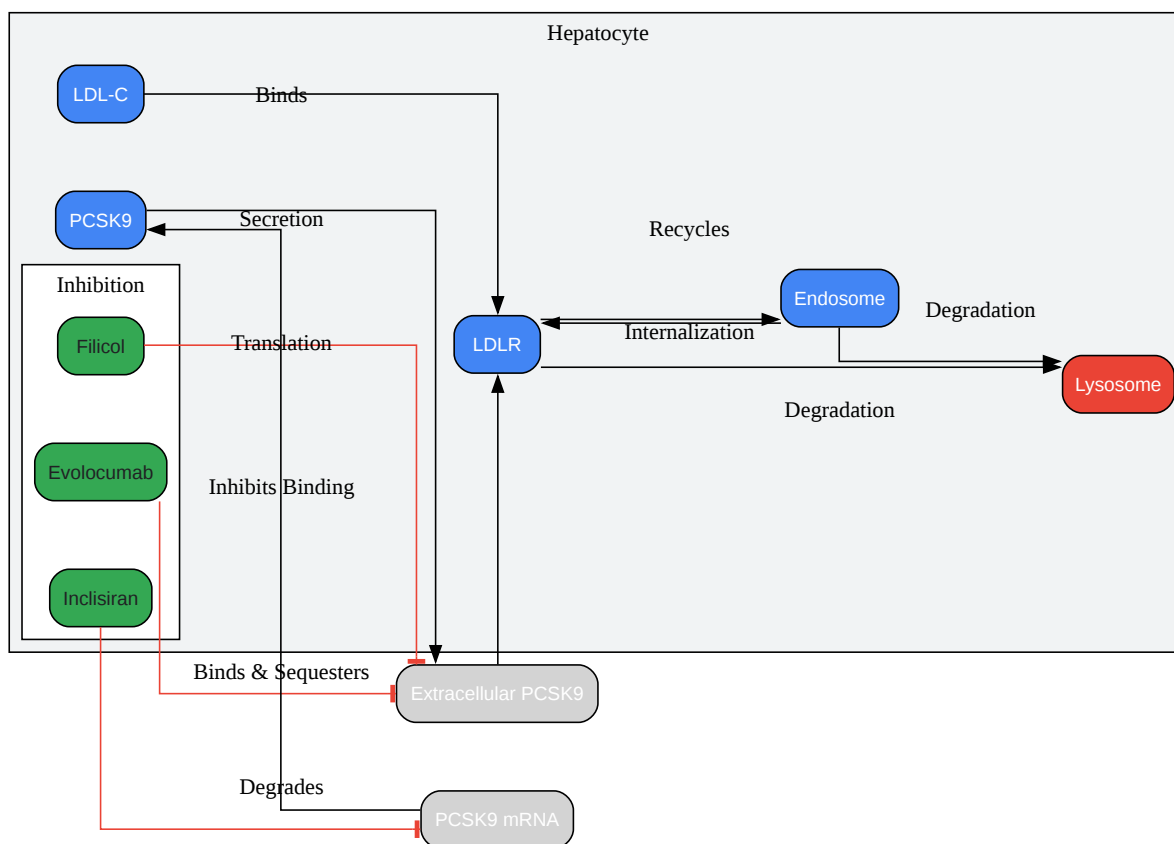 Hepatocyte
LDL-C
Binds
PCSK9
Secretion
Recycles
Inhibition
Endosome
Degradation
Filicol
Translation
LDLR
Internalization
Lysosome
Degradation
Evolocumab
Inhibits Binding
Inclisiran
Binds & Sequesters
Extracellular PCSK9
Degrades
PCSK9 mRNA